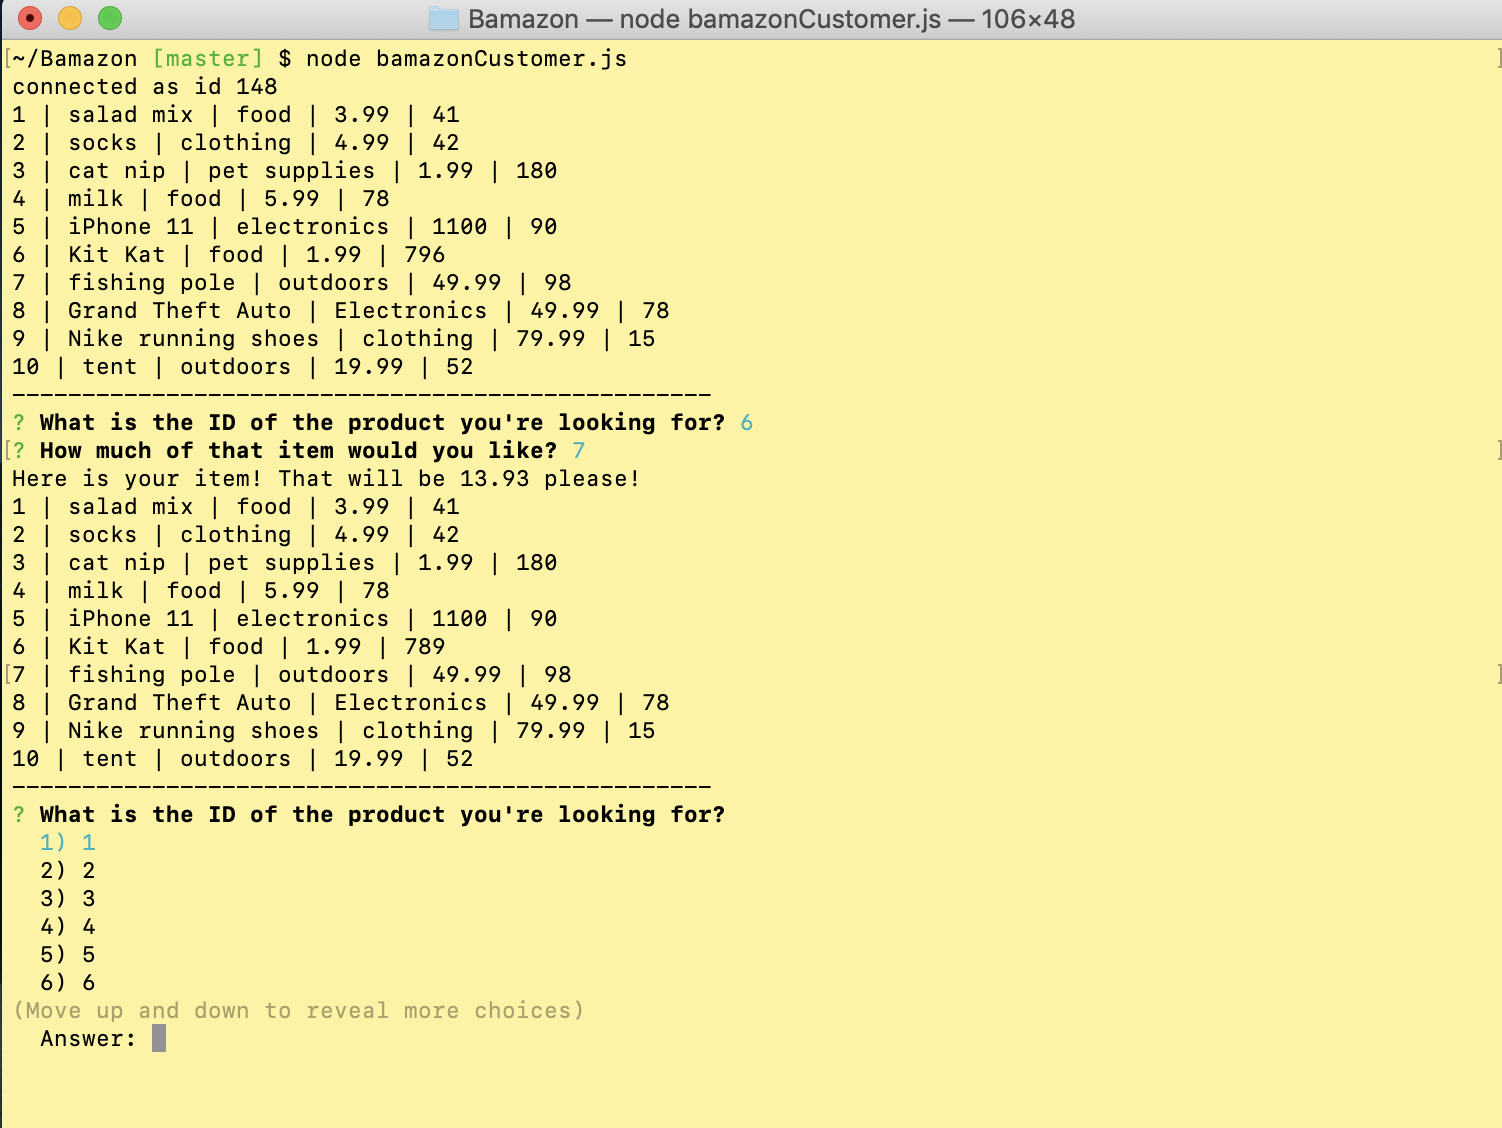 Bamazon — node bamazonCustomer.js — 106×48
[~/Bamazon [master] $ node bamazonCustomer.js ]
connected as id 148
1 | salad mix | food | 3.99 | 41
2 | socks | clothing | 4.99 | 42
3 | cat nip | pet supplies | 1.99 | 180
4 | milk | food | 5.99 | 78
5 | iPhone 11 | electronics | 1100 | 90
6 | Kit Kat | food | 1.99 | 796
7 | fishing pole | outdoors | 49.99 | 98
8 | Grand Theft Auto | Electronics | 49.99 | 78
9 | Nike running shoes | clothing | 79.99 | 15
10 | tent | outdoors | 19.99 | 52
--------------------------------------------------
? What is the ID of the product you're looking for? 6
[? How much of that item would you like? 7 ]
Here is your item! That will be 13.93 please!
1 | salad mix | food | 3.99 | 41
2 | socks | clothing | 4.99 | 42
3 | cat nip | pet supplies | 1.99 | 180
4 | milk | food | 5.99 | 78
5 | iPhone 11 | electronics | 1100 | 90
6 | Kit Kat | food | 1.99 | 789
[7 | fishing pole | outdoors | 49.99 | 98 ]
8 | Grand Theft Auto | Electronics | 49.99 | 78
9 | Nike running shoes | clothing | 79.99 | 15
10 | tent | outdoors | 19.99 | 52
--------------------------------------------------
? What is the ID of the product you're looking for?
1) 1
2) 2
3) 3
4) 4
5) 5
6) 6
(Move up and down to reveal more choices)
Answer: